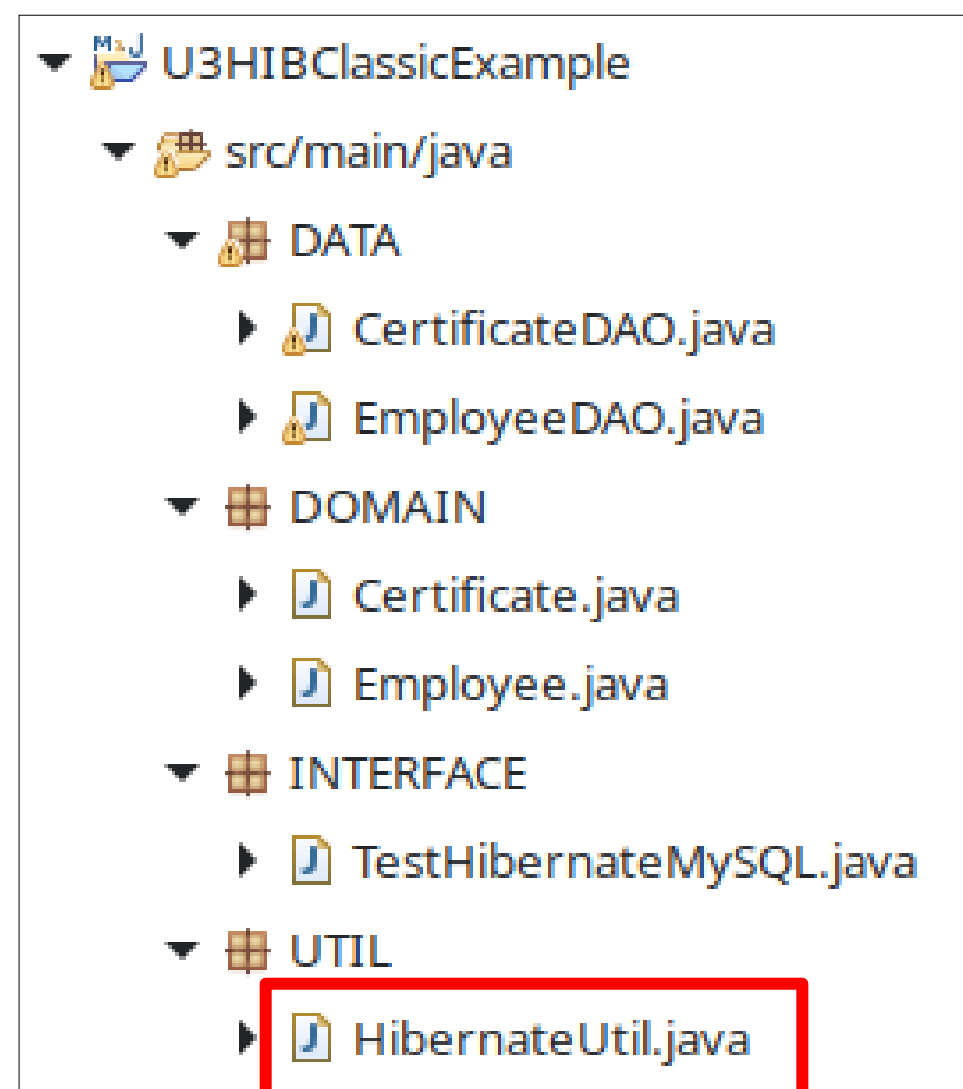 U3HIBClassicExample
src/main/java
DATA
CertificateDAO.java
EmployeeDAO.java
DOMAIN
Certificate.java
Employee.java
INTERFACE
TestHibernateMySQL.java
UTIL
HibernateUtil.java